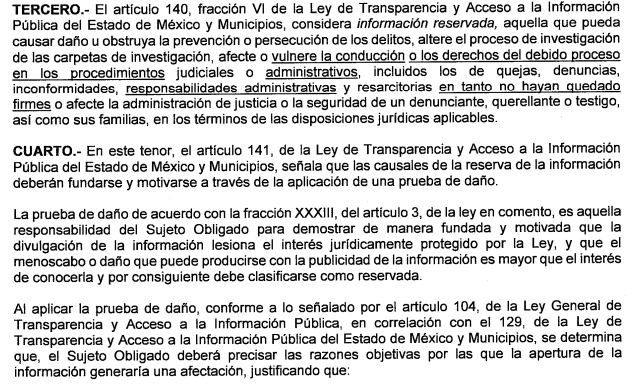 TERCERO.- El artículo 140, fracción VI de la Ley de Transparencia y Acceso a la Información
Pública del Estado de México y Municipios, considera información reservada, aquella que pueda
causar daño u obstruya la prevención o persecución de los delitos, altere el proceso de investigación
de las carpetas de investigación, afecte o vulnere la conducción o los derechos del debido proceso
en los procedimientos judiciales o administrativos, incluidos los de quejas, denuncias,
inconformidades, responsabilidades administrativas y resarcitorias en tanto no hayan quedado
firmes o afecte la administración de justicia o la seguridad de un denunciante, querellante o testigo,
así como sus familias, en los términos de las disposiciones jurídicas aplicables.
CUARTO.- En este tenor, el artículo 141, de la Ley de Transparencia y Acceso a la Información
Pública del Estado de México y Municipios, señala que las causales de la reserva de la información
deberán fundarse y motivarse a través de la aplicación de una prueba de daño.
La prueba de daño de acuerdo con la fracción XXXIII, del artículo 3, de la ley en comento, es aquella
responsabilidad del Sujeto Obligado para demostrar de manera fundada y motivada que la
divulgación de la información lesiona el interés jurídicamente protegido por la Ley, y que el
menoscabo o daño que puede producirse con la publicidad de la información es mayor que el interés
de conocerla y por consiguiente debe clasificarse como reservada.
Al aplicar la prueba de daño, conforme a lo señalado por el artículo 104, de la Ley General de
Transparencia y Acceso a la Información Pública, en correlación con el 129, de la Ley de
Transparencia y Acceso a la Información Pública del Estado de México y Municipios, se determina
que, el Sujeto Obligado deberá precisar las razones objetivas por las que la apertura de la
información generaría una afectación, justificando que: